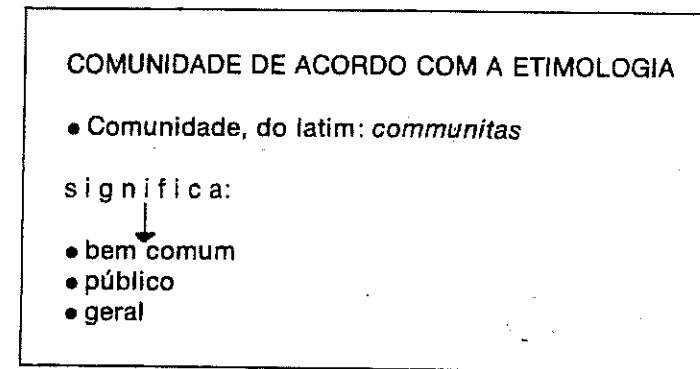 COMUNIDADE DE ACORDO COM A ETIMOLOGIA
• Comunidade, do latim: communitas
significa:
• bem comum
• público
• geral